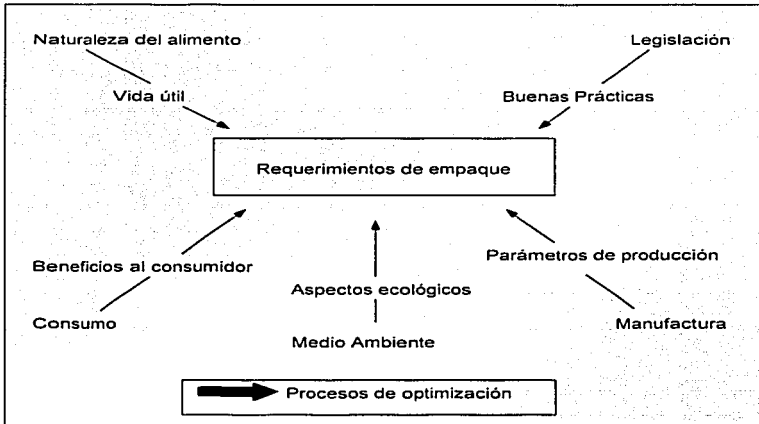 Naturaleza del alimento
Legislación
Vida útil
Buenas Prácticas
Requerimientos de empaque
Beneficios al consumidor
Parámetros de producción
Aspectos ecológicos
Consumo
Manufactura
Medio Ambiente
Procesos de optimización